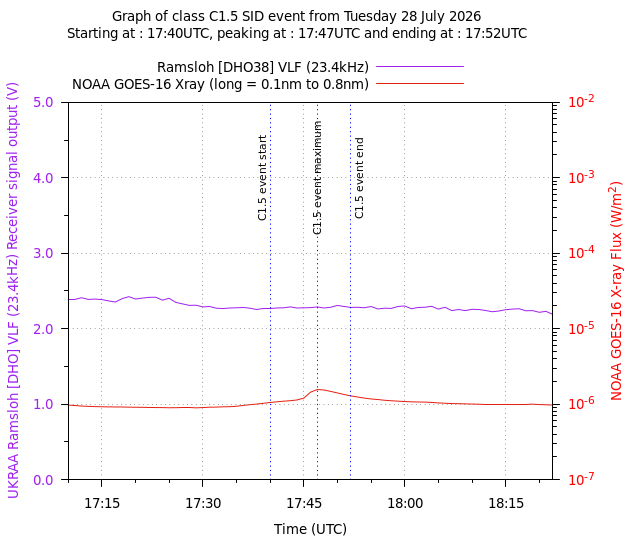 Graph of class C1.5 SID event from Tuesday 28 July 2026
Starting at : 17:40UTC, peaking at : 17:47UTC and ending at : 17:52UTC
Ramsloh [DHO38] VLF (23.4kHz)
NOAA GOES-16 Xray (long = 0.1nm to 0.8nm)
UKRAA Ramsloh [DHO] VLF (23.4kHz) Receiver signal output (V)
5.0
4.0
3.0
2.0
1.0
0.0
C1.5 event start
C1.5 event maximum
C1.5 event end
10⁻²
10⁻³
10⁻⁴
10⁻⁵
10⁻⁶
10⁻⁷
NOAA GOES-16 X-ray Flux (W/m²)
17:15
17:30
17:45
18:00
18:15
Time (UTC)